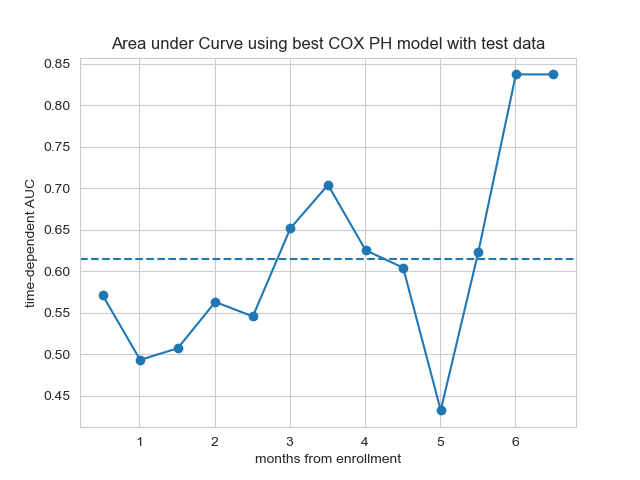 Area under Curve using best COX PH model with test data
time-dependent AUC
0.85
0.80
0.75
0.70
0.65
0.60
0.55
0.50
0.45
1 2 3 4 5 6
months from enrollment